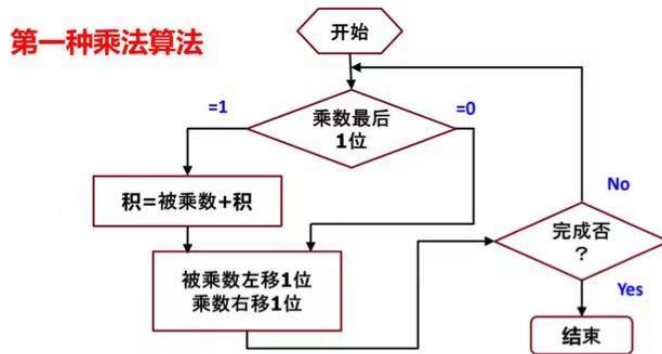 第一种乘法算法
开始
=1
=0
乘数最后
1位
积=被乘数+积
No
完成否
?
被乘数左移1位
乘数右移1位
Yes
结束